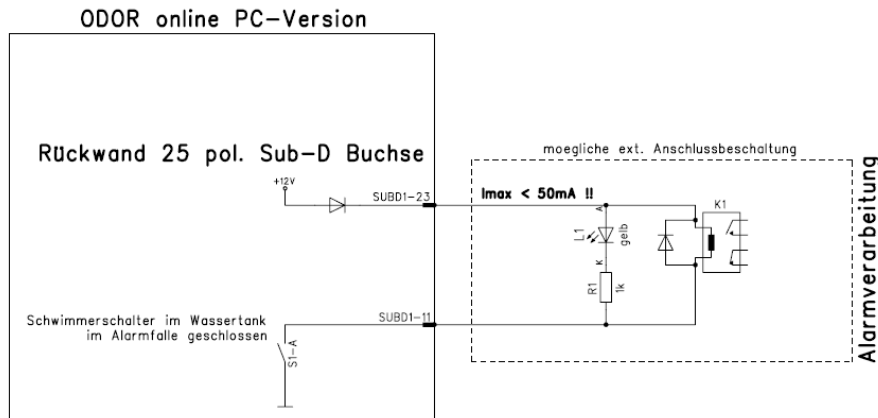 ODOR online PC-Version
Rückwand 25 pol. Sub-D Buchse
+12V
SUBD1-23
moegliche ext. Anschlussbeschaltung
Imax < 50mA !!
A
L1
gelb
K
R1
1k
K1
Alarmverarbeitung
SUBD1-11
Schwimmerschalter im Wassertank
im Alarmfalle geschlossen
S1-A